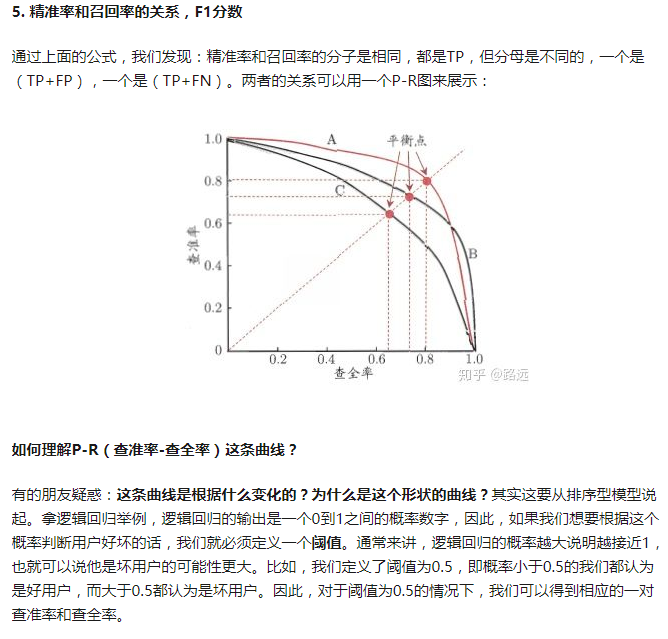 5. 精准率和召回率的关系，F1分数
通过上面的公式，我们发现：精准率和召回率的分子是相同，都是TP，但分母是不同的，一个是
（TP+FP），一个是（TP+FN）。两者的关系可以用一个P-R图来展示：
1.0
A
平衡点
0.8
C
0.6
查准率
B
0.4
0.2
0
0.2
0.4
0.6
0.8
1.0
查全率
知乎 @路远
如何理解P-R（查准率-查全率）这条曲线？
有的朋友疑惑：这条曲线是根据什么变化的？为什么是这个形状的曲线？其实这要从排序型模型说
起。拿逻辑回归举例，逻辑回归的输出是一个0到1之间的概率数字，因此，如果我们想要根据这个
概率判断用户好坏的话，我们就必须定义一个阈值。通常来讲，逻辑回归的概率越大说明越接近1，
也就可以说他是坏用户的可能性更大。比如，我们定义了阈值为0.5，即概率小于0.5的我们都认为
是好用户，而大于0.5都认为是坏用户。因此，对于阈值为0.5的情况下，我们可以得到相应的一对
查准率和查全率。